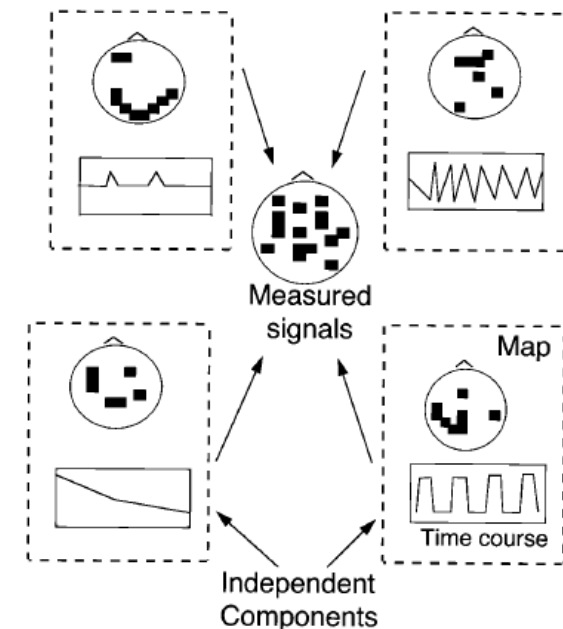 Measured
signals
Map
Time course
Independent
Components